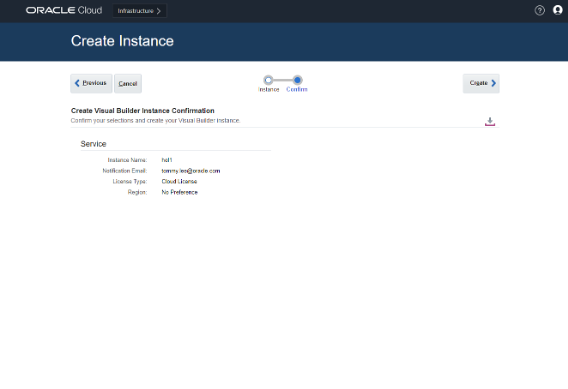 ORACLE Cloud
Infrastructure
Create Instance
Previous
Cancel
Instance
Confirm
Create
Create Visual Builder Instance Confirmation
Confirm your selections and create your Visual Builder instance.
Service
Instance Name:
Notification Email: tommy.lee@oracle.com
License Type: Cloud License
Region: No Preference